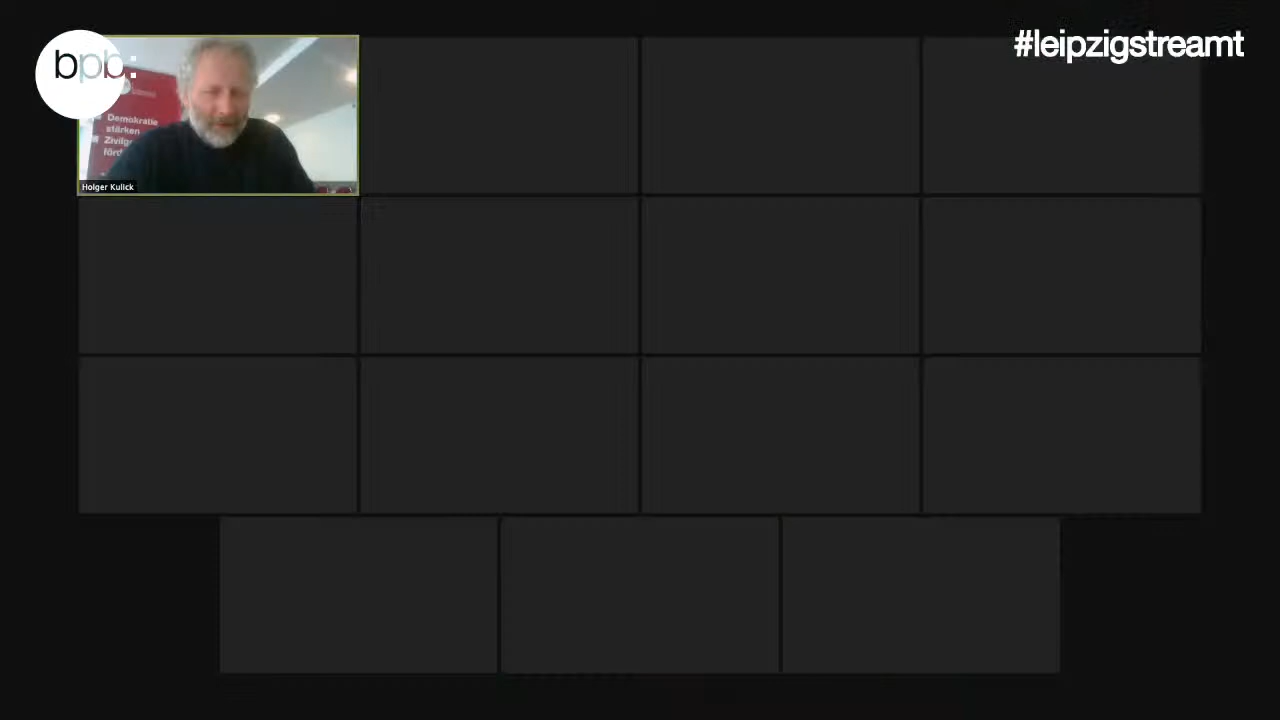 bpb:
#leipzigstreamt
Demokratie
stärken
Holger Kulick